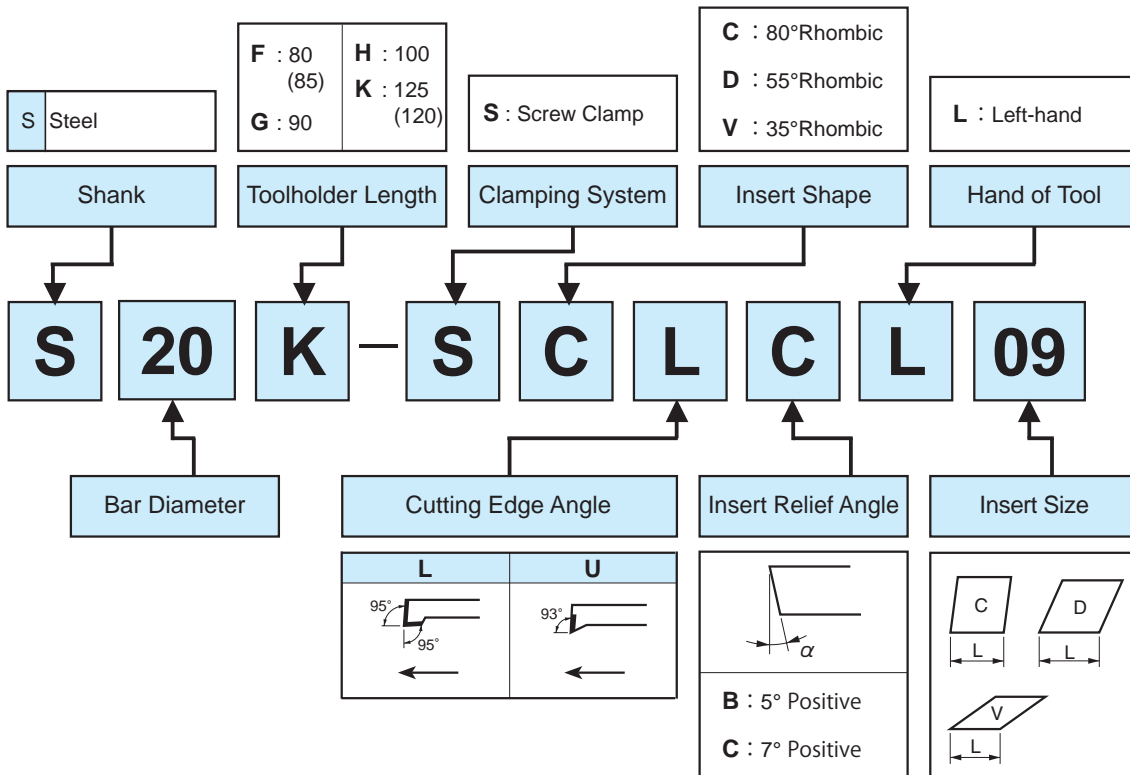 F : 80
(85)
G : 90
H : 100
K : 125
(120)
C : 80°Rhombic
D : 55°Rhombic
V : 35°Rhombic
S Steel
S : Screw Clamp
L : Left-hand
Shank
Toolholder Length
Clamping System
Insert Shape
Hand of Tool
S 20 K — S C L C L 09
Bar Diameter
Cutting Edge Angle
Insert Relief Angle
Insert Size
L
U
95°
95°
93°
α
B : 5° Positive
C : 7° Positive
C
L
D
L
V
L